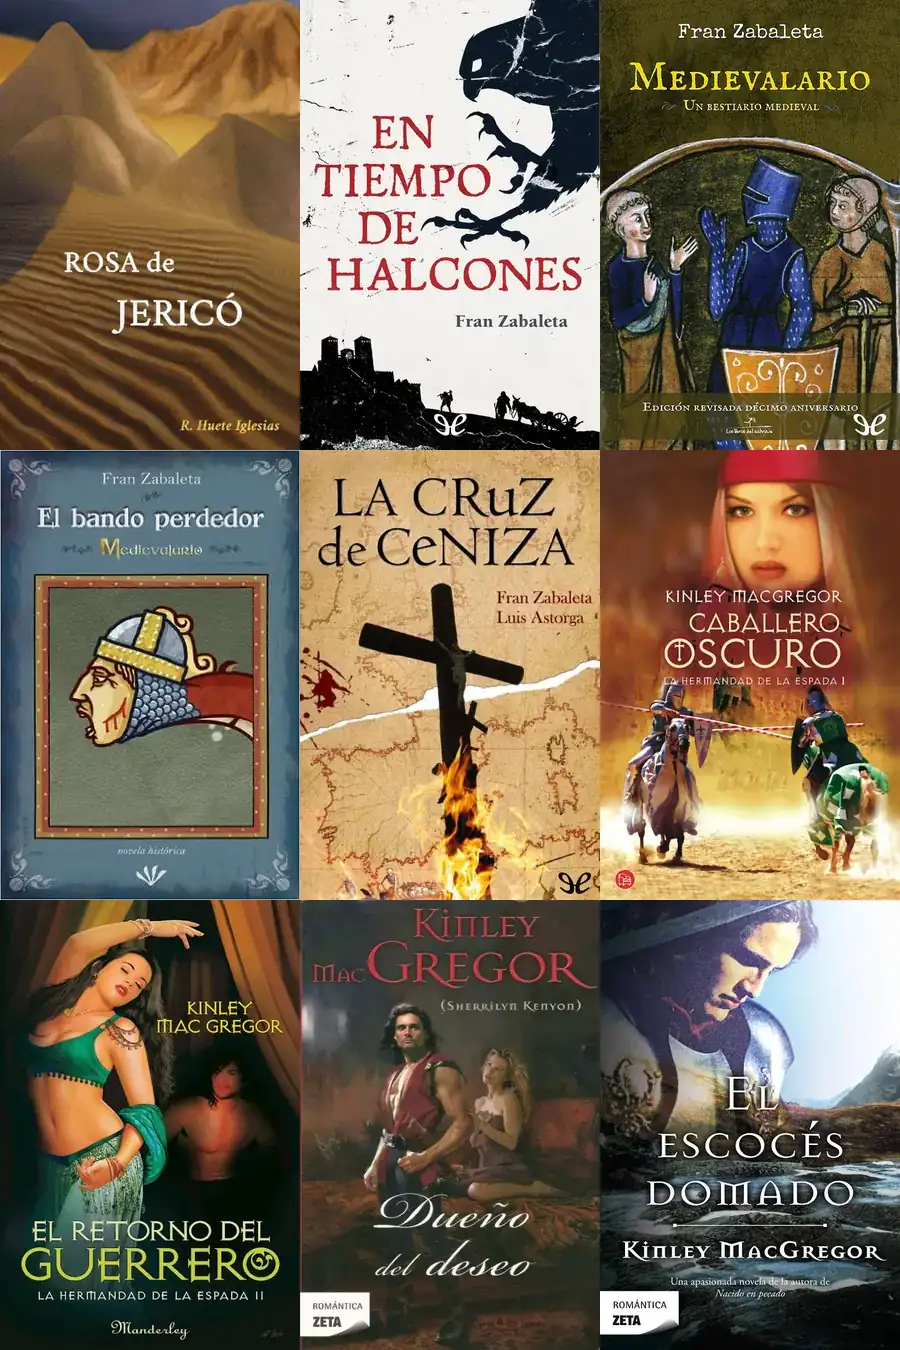 ROSA de
JERICÓ
R. Huete Iglesias
EN
TIEMPO
DE
HALCONES
Fran Zabaleta
Fran Zabaleta
MEDIEVALARIO
UN BESTIARIO MEDIEVAL
EDICIÓN REVISADA DÉCIMO ANIVERSARIO
Fran Zabaleta
El bando perdedor
Medievalario
novela histórica
LA CRuZ
de CeNIZA
Fran Zabaleta
Luis Astorga
KINLEY MACGREGOR
CABALLERO
OSCURO
LA HERMANDAD DE LA ESPADA I
KINLEY
MAC GREGOR
EL RETORNO DEL
GUERRERO
LA HERMANDAD DE LA ESPADA II
Manderley
KINLEY
MAC GREGOR
(SHERRILYN KENYON)
Dueño
del deseo
ROMÁNTICA
ZETA
EL
ESCOCÉS
DOMADO
KINLEY MACGREGOR
Una apasionada novela de la autora de
Nacido en pecado
ROMÁNTICA
ZETA